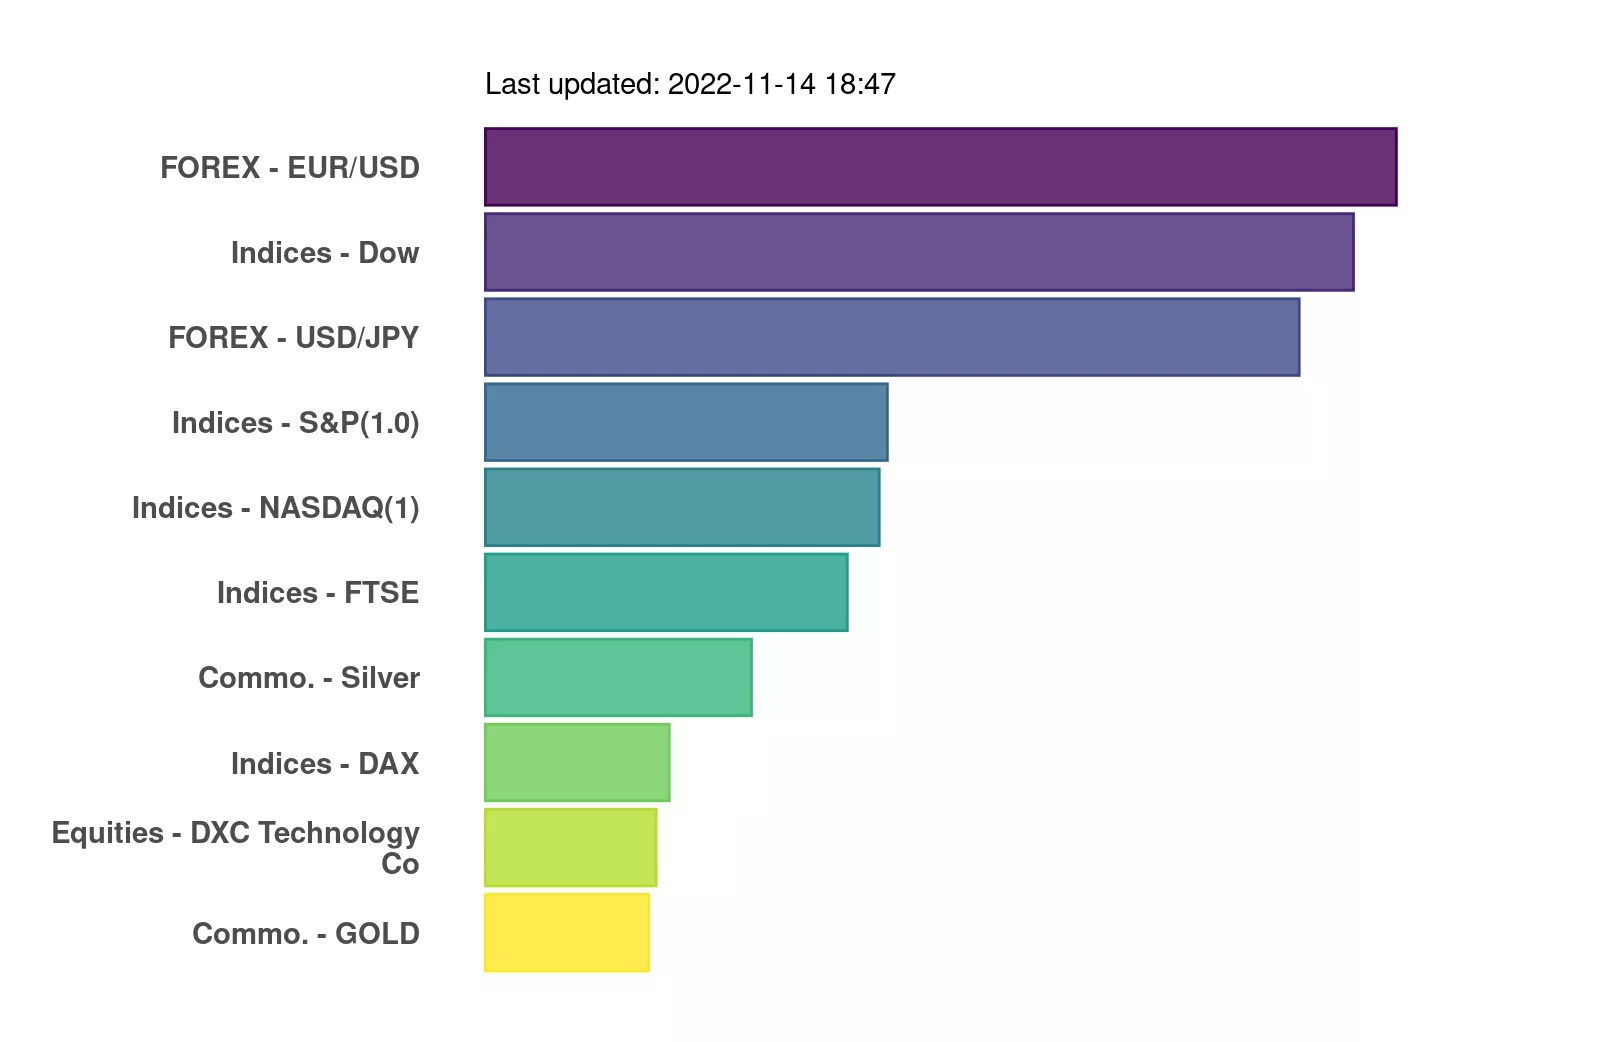 Last updated: 2022-11-14 18:47
FOREX - EUR/USD
Indices - Dow
FOREX - USD/JPY
Indices - S&P(1.0)
Indices - NASDAQ(1)
Indices - FTSE
Commo. - Silver
Indices - DAX
Equities - DXC Technology
Co
Commo. - GOLD